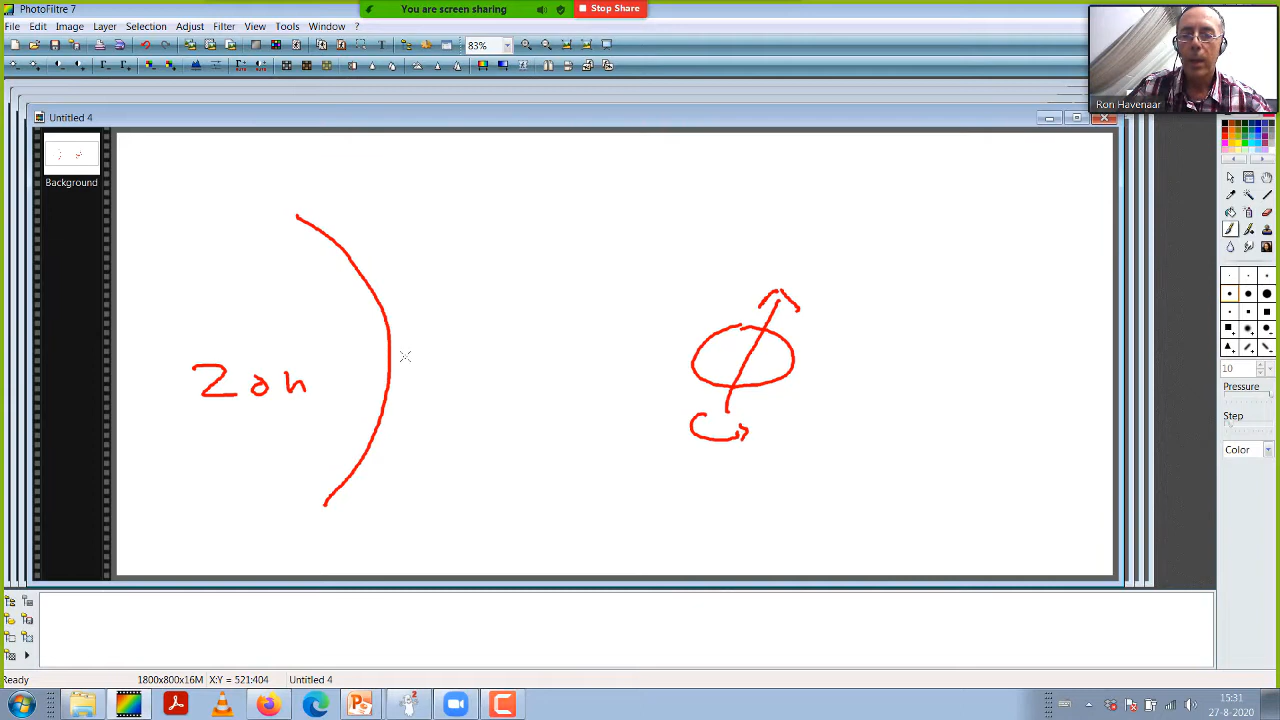 PhotoFiltre 7
You are screen sharing
Stop Share
File Edit Image Layer Selection Adjust Filter View Tools Window ?
83%
Ron Havenaar
Untitled 4
Background
Zon
10
Pressure:
Step
Color
Ready
1800x800x16M
X:Y = 521:404
Untitled 4
15:31
27-8-2020